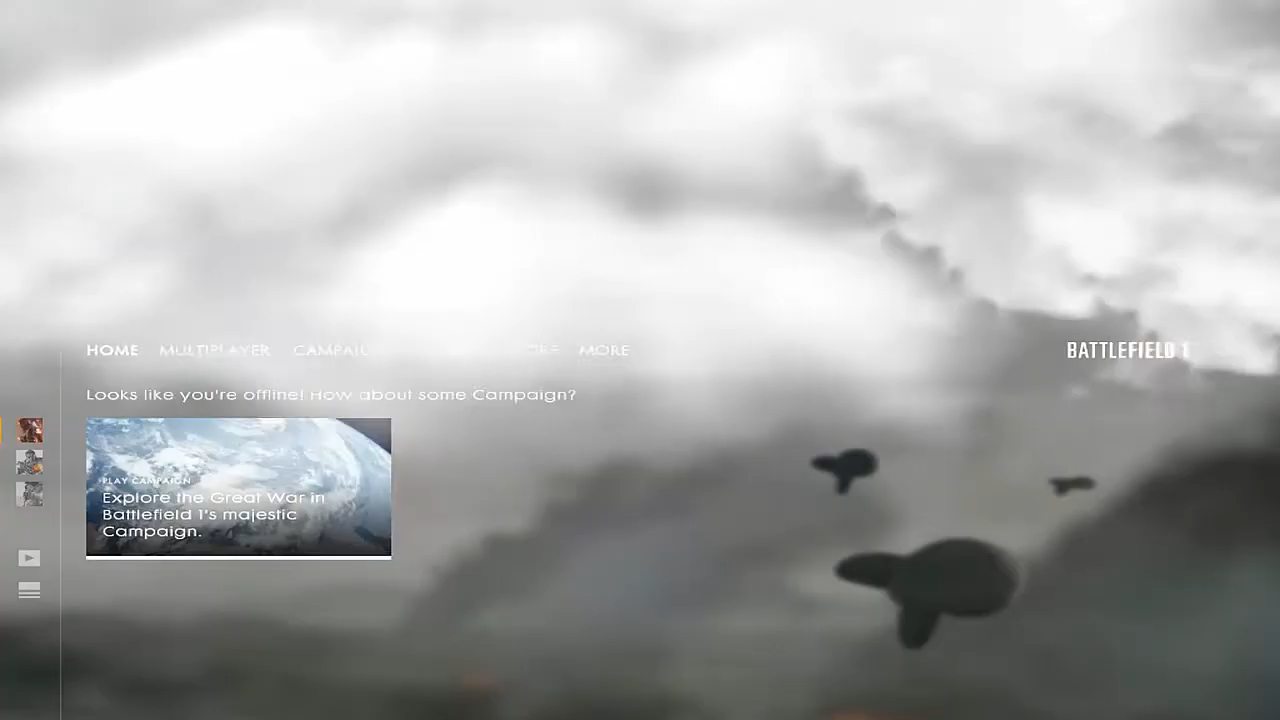 HOME MULTIPLAYER MORE
BATTLEFIELD 1
Looks like you're offline! How about some Campaign?
PLAY CAMPAIGN
Explore the Great War in
Battlefield 1's majestic
Campaign.